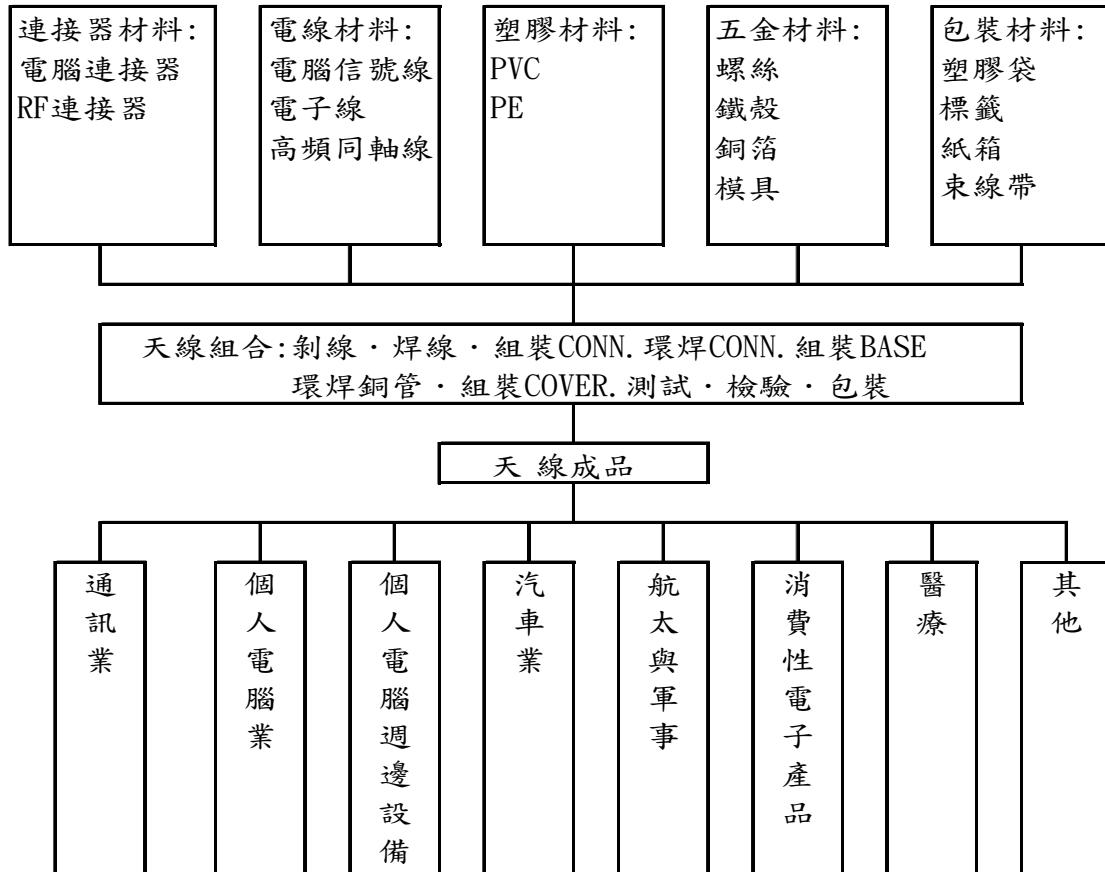 連接器材料:
電腦連接器
RF連接器
電線材料:
電腦信號線
電子線
高頻同軸線
塑膠材料:
PVC
PE
五金材料:
螺絲
鐵殼
銅箔
模具
包裝材料:
塑膠袋
標籤
紙箱
束線帶
天線組合:剝線‧焊線‧組裝CONN.環焊CONN.組裝BASE
環焊銅管‧組裝COVER.測試‧檢驗‧包裝
天 線成品
通訊業
個人電腦業
個人電腦週邊設備
汽車業
航太與軍事
消費性電子產品
醫療
其他